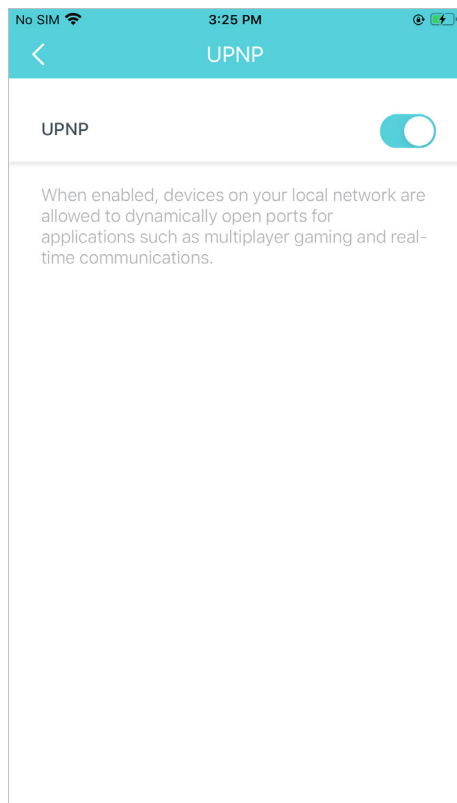 No SIM 3:25 PM
UPNP
UPNP
When enabled, devices on your local network are
allowed to dynamically open ports for
applications such as multiplayer gaming and real-
time communications.